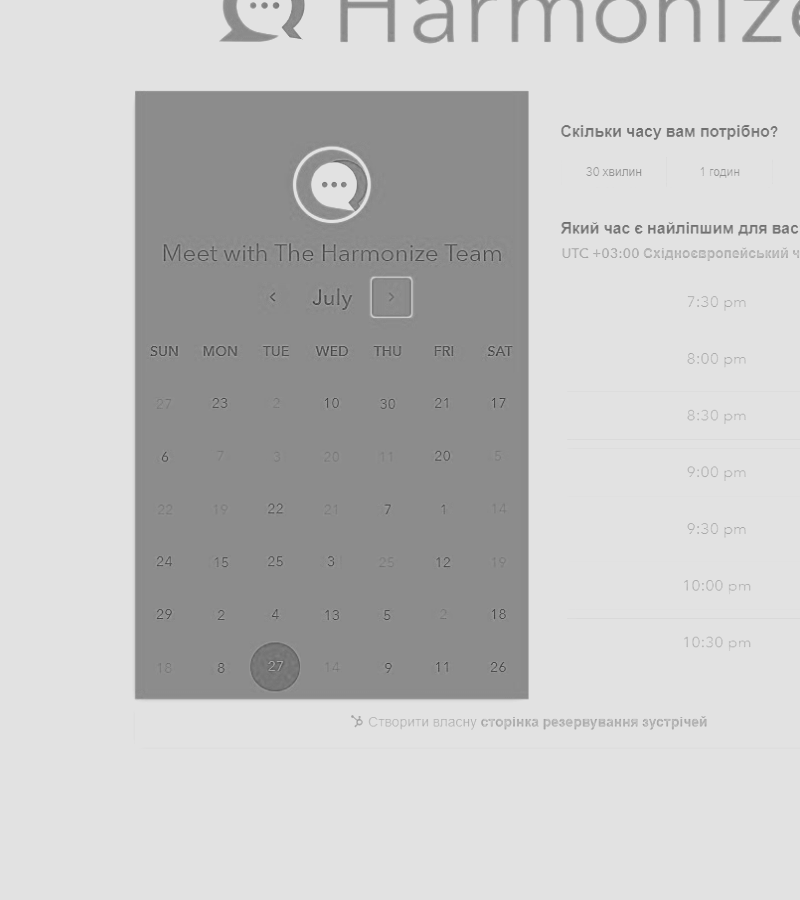 Harmonize
Meet with The Harmonize Team
July
SUN MON TUE WED THU FRI SAT
27 23 2 10 30 21 17
6 7 3 20 11 20 5
22 19 22 21 7 1 14
24 15 25 3 25 12 19
29 2 4 13 5 2 18
18 8 27 14 9 11 26
Скільки часу вам потрібно?
30 хвилин 1 годин
Який час є найліпшим для вас
UTC +03:00 Східноєвропейський ч
7:30 pm
8:00 pm
8:30 pm
9:00 pm
9:30 pm
10:00 pm
10:30 pm
Створити власну сторінка резервування зустрічей